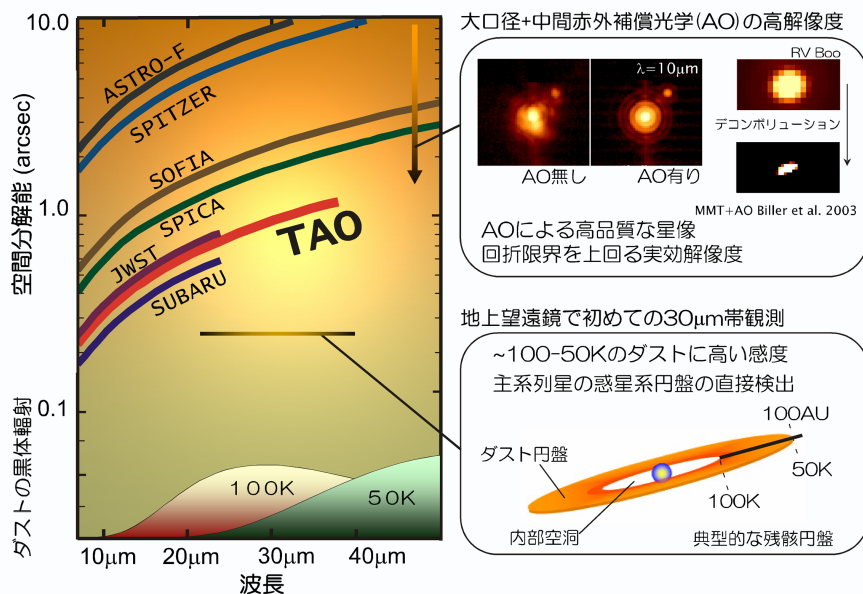 10.0
1.0
0.1
空間分解能 (arcsec)
ダストの黒体輻射
ASTRO-F
SPITZER
SOFIA
SPICA
JWST
TAO
SUBARU
100K
50K
10μm
20μm
30μm
40μm
波長
大口径+中間赤外補償光学(AO)の高解像度
λ=10μm
AO無し
AO有り
RV Boo
デコンボリューション
MMT+AO Biller et al. 2003
AOによる高品質な星像
回折限界を上回る実効解像度
地上望遠鏡で初めての30μm帯観測
~100-50Kのダストに高い感度
主系列星の惑星系円盤の直接検出
100AU
ダスト円盤
50K
100K
内部空洞
典型的な残骸円盤